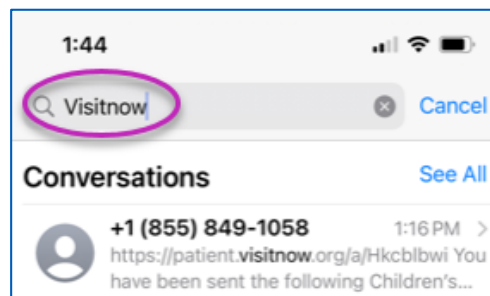 1:44
Visitnow
Cancel
Conversations
See All
+1 (855) 849-1058
1:16 PM
https://patient.visitnow.org/a/Hkcblbwi You
have been sent the following Children's...